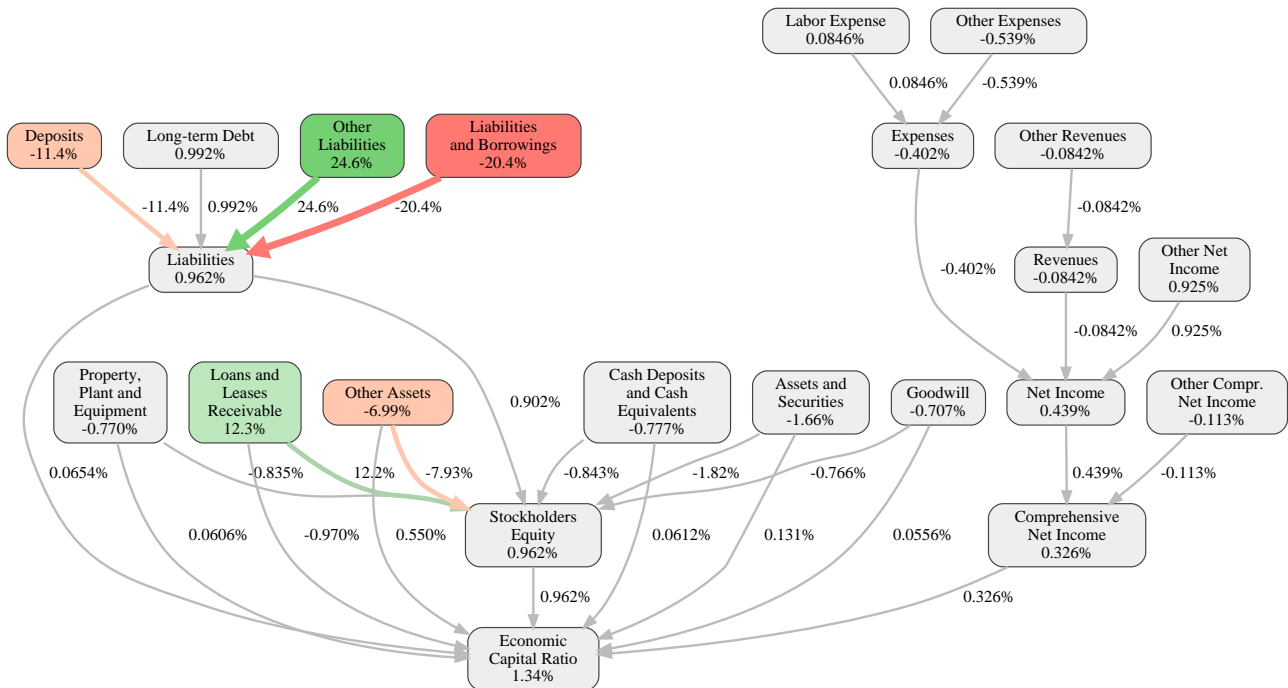 Labor Expense
0.0846%
Other Expenses
-0.539%
0.0846%
-0.539%
Deposits
-11.4%
Long-term Debt
0.992%
Other
Liabilities
24.6%
Liabilities
and Borrowings
-20.4%
Expenses
-0.402%
Other Revenues
-0.0842%
-11.4%
0.992%
24.6%
-20.4%
-0.0842%
Liabilities
0.962%
-0.402%
Revenues
-0.0842%
Other Net
Income
0.925%
-0.0842%
0.925%
Property,
Plant and
Equipment
-0.770%
Loans and
Leases
Receivable
12.3%
Other Assets
-6.99%
0.902%
Cash Deposits
and Cash
Equivalents
-0.777%
Assets and
Securities
-1.66%
Goodwill
-0.707%
Net Income
0.439%
Other Compr.
Net Income
-0.113%
0.0654%
-0.835%
12.2%
-7.93%
-0.843%
-1.82%
-0.766%
0.439%
-0.113%
0.0606%
-0.970%
0.550%
Stockholders
Equity
0.962%
0.0612%
0.131%
0.0556%
Comprehensive
Net Income
0.326%
0.962%
0.326%
Economic
Capital Ratio
1.34%